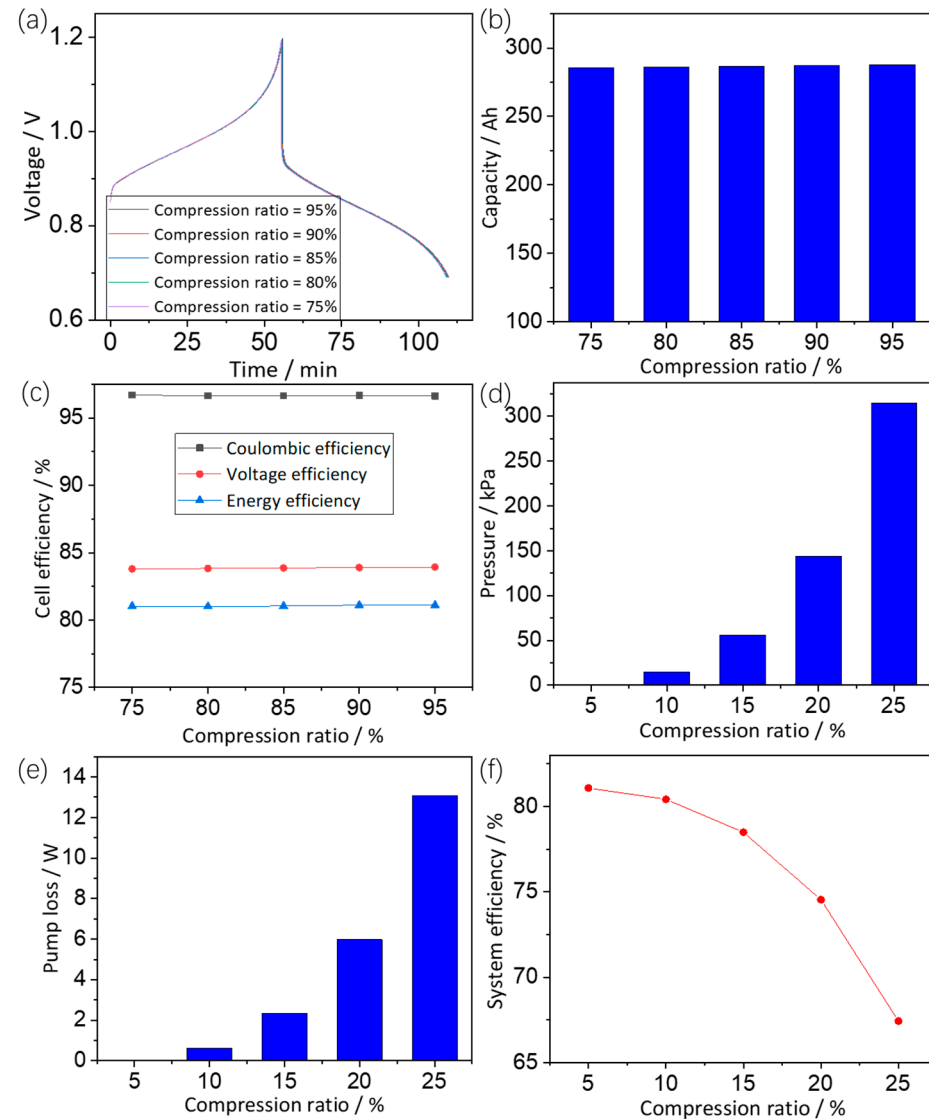 (a)
Voltage / V
1.2
1.0
0.8
0.6
Compression ratio = 95%
Compression ratio = 90%
Compression ratio = 85%
Compression ratio = 80%
Compression ratio = 75%
0 25 50 75 100
Time / min
(b)
Capacity / Ah
300
250
200
150
100
75 80 85 90 95
Compression ratio / %
(c)
Cell efficiency / %
95
90
85
80
75
Coulombic efficiency
Voltage efficiency
Energy efficiency
75 80 85 90 95
Compression ratio / %
(d)
Pressure / kPa
300
250
200
150
100
50
0
5 10 15 20 25
Compression ratio / %
(e)
Pump loss / W
14
12
10
8
6
4
2
0
5 10 15 20 25
Compression ratio / %
(f)
System efficiency / %
80
75
70
65
5 10 15 20 25
Compression ratio / %